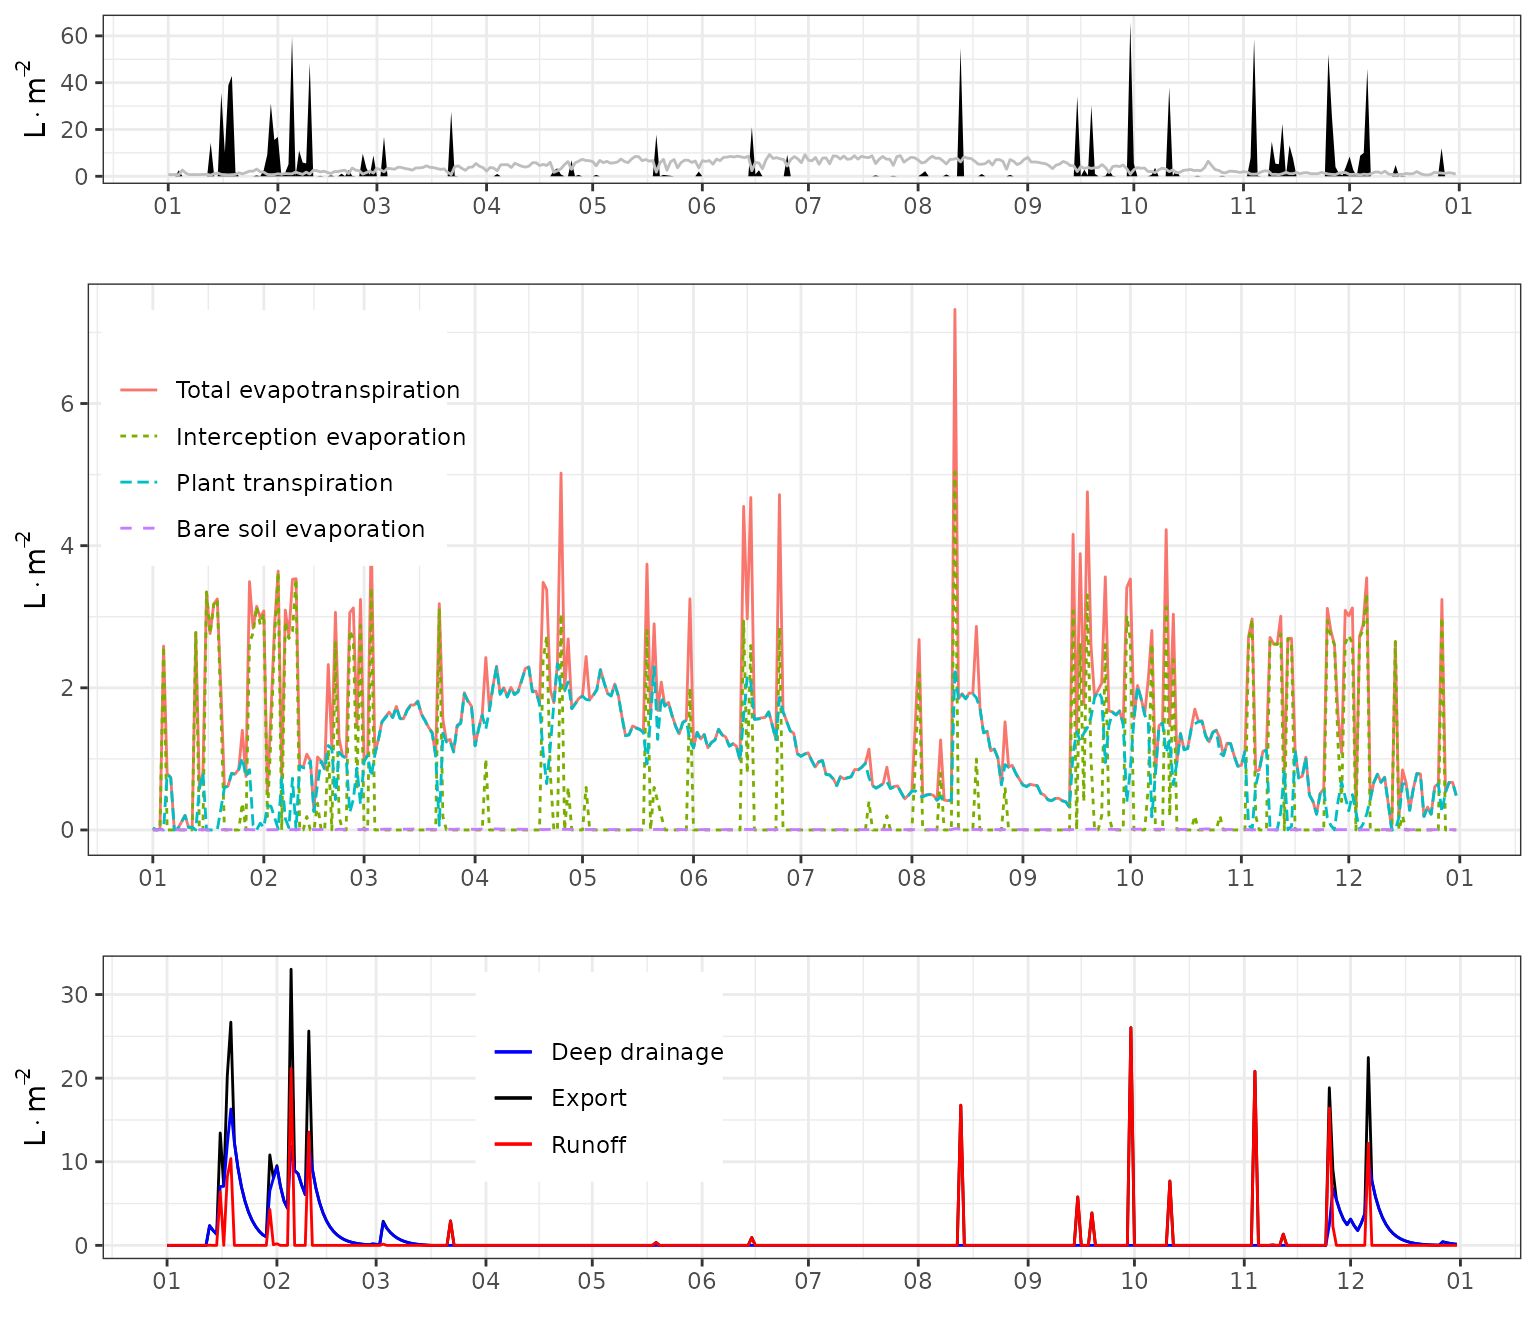 L · m⁻²
60
40
20
0
01 02 03 04 05 06 07 08 09 10 11 12 01
L · m⁻²
6
4
2
0
Total evapotranspiration
Interception evaporation
Plant transpiration
Bare soil evaporation
01 02 03 04 05 06 07 08 09 10 11 12 01
L · m⁻²
30
20
10
0
Deep drainage
Export
Runoff
01 02 03 04 05 06 07 08 09 10 11 12 01